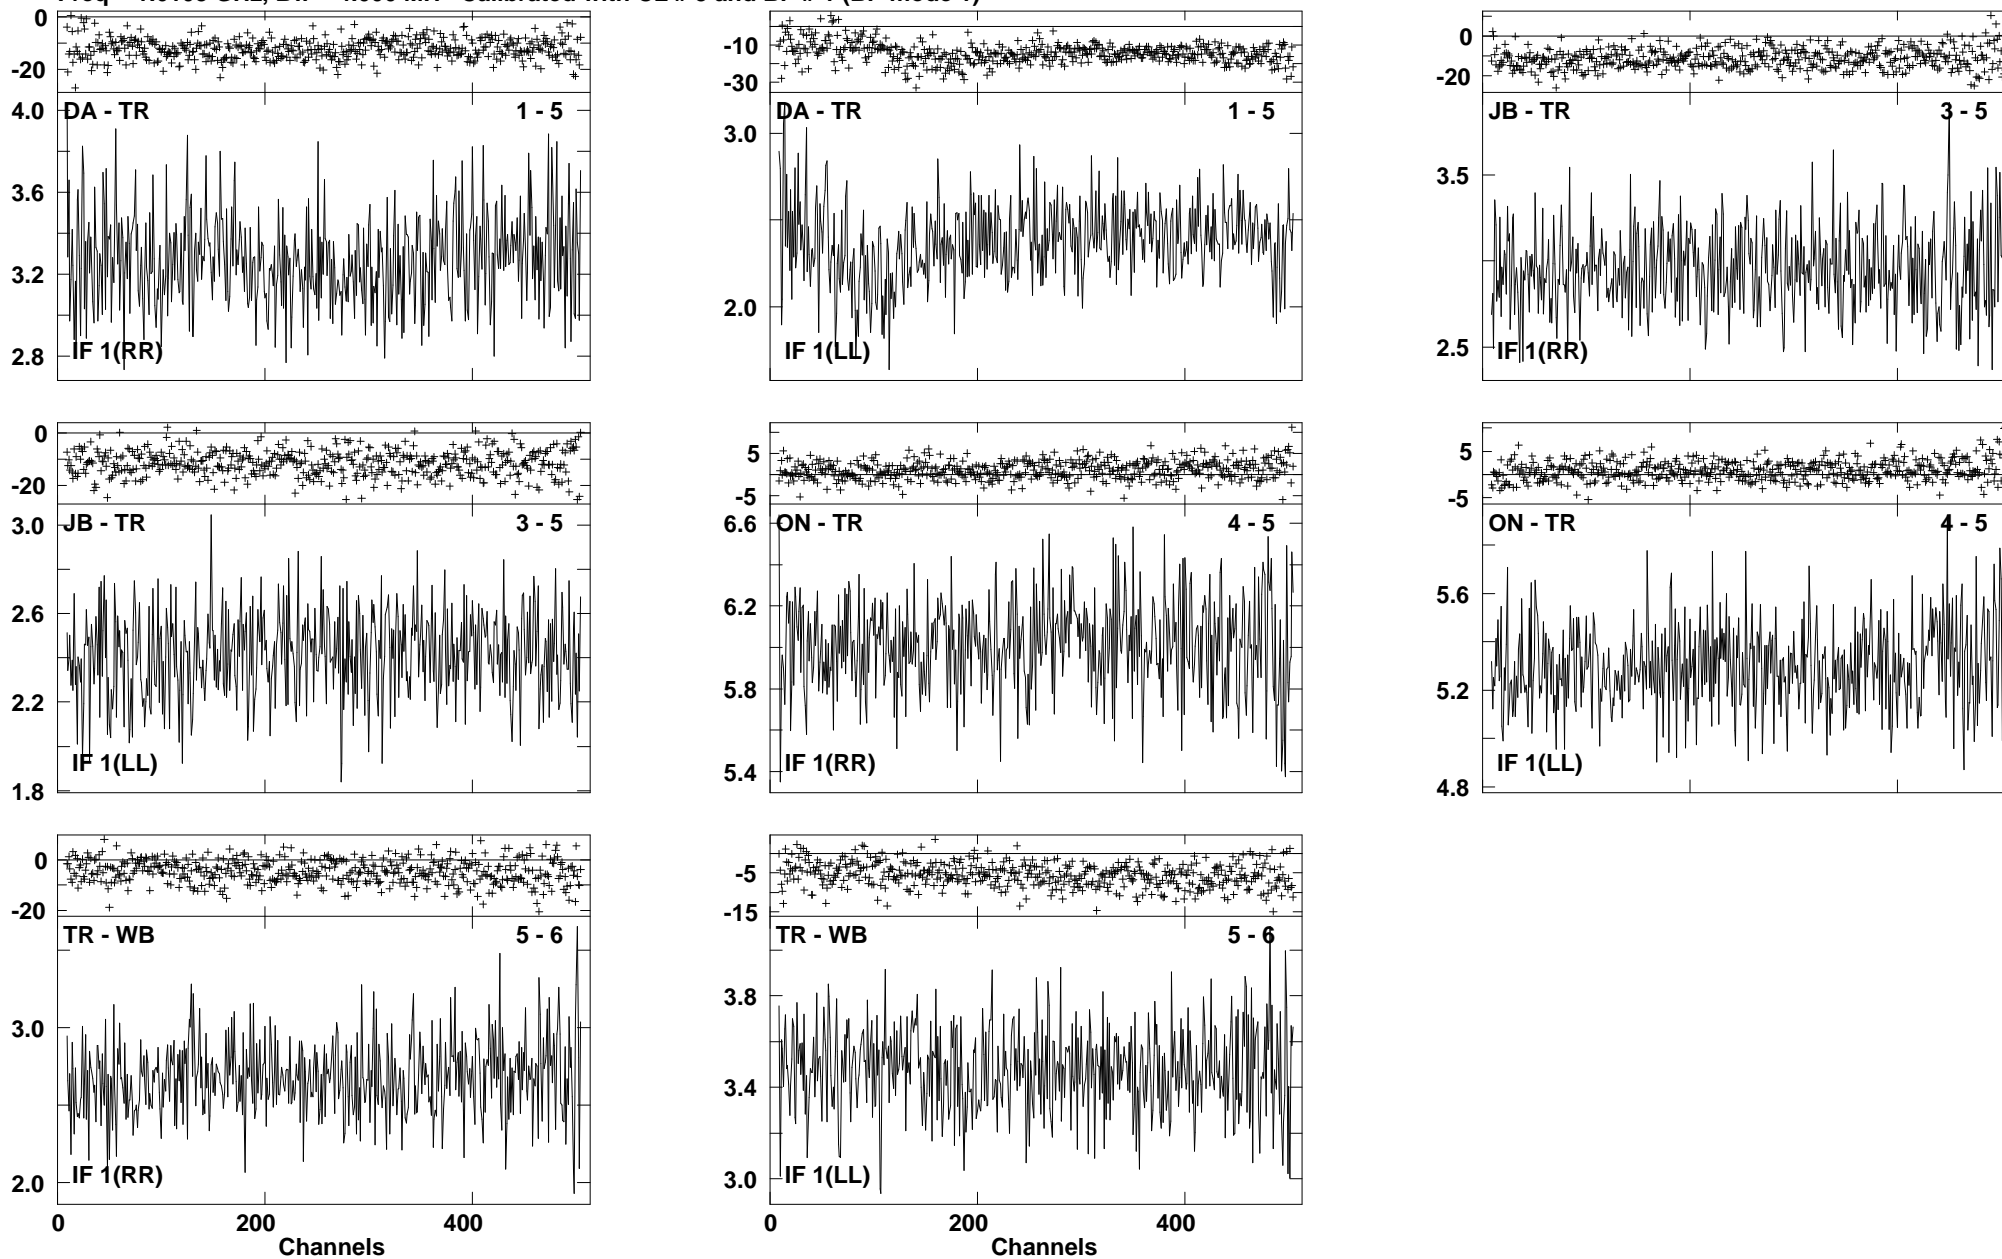 0
-20
4.0
3.6
3.2
2.8
DA - TR 1 - 5
IF 1(RR)
-10
-30
3.0
2.0
DA - TR 1 - 5
IF 1(LL)
0
-20
3.5
2.5
JB - TR 3 - 5
IF 1(RR)
0
-20
3.0
2.6
2.2
1.8
JB - TR 3 - 5
IF 1(LL)
5
-5
6.6
6.2
5.8
5.4
ON - TR 4 - 5
IF 1(RR)
5
-5
5.6
5.2
4.8
ON - TR 4 - 5
IF 1(LL)
0
-20
3.0
2.0
TR - WB 5 - 6
IF 1(RR)
0 200 400
Channels
-5
-15
3.8
3.4
3.0
TR - WB 5 - 6
IF 1(LL)
0 200 400
Channels